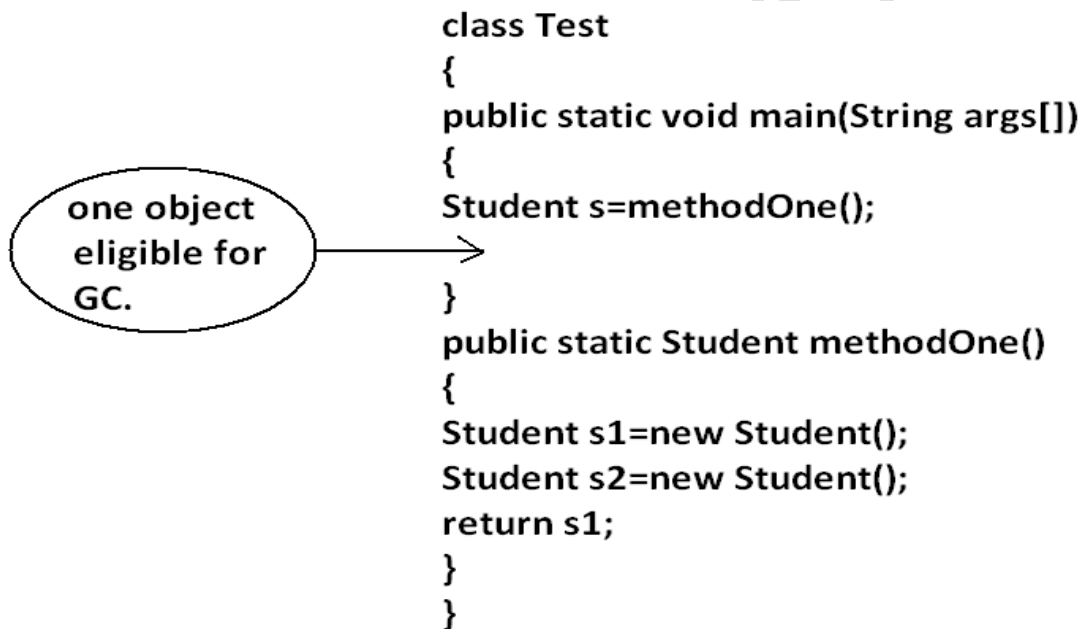 class Test
{
public static void main(String args[])
{
Student s=methodOne();
one object
eligible for
GC.
}
public static Student methodOne()
{
Student s1=new Student();
Student s2=new Student();
return s1;
}
}